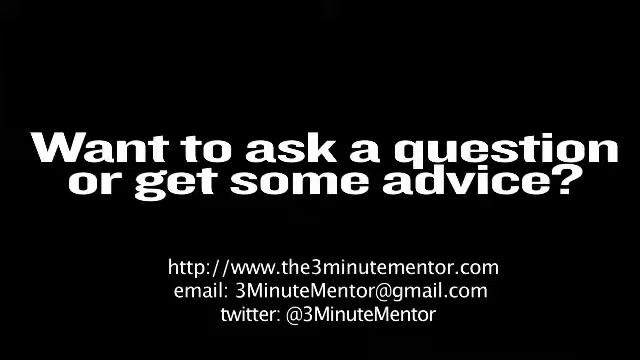 Want to ask a question
or get some advice?
http://www.the3minutementor.com
email: 3MinuteMentor@gmail.com
twitter: @3MinuteMentor